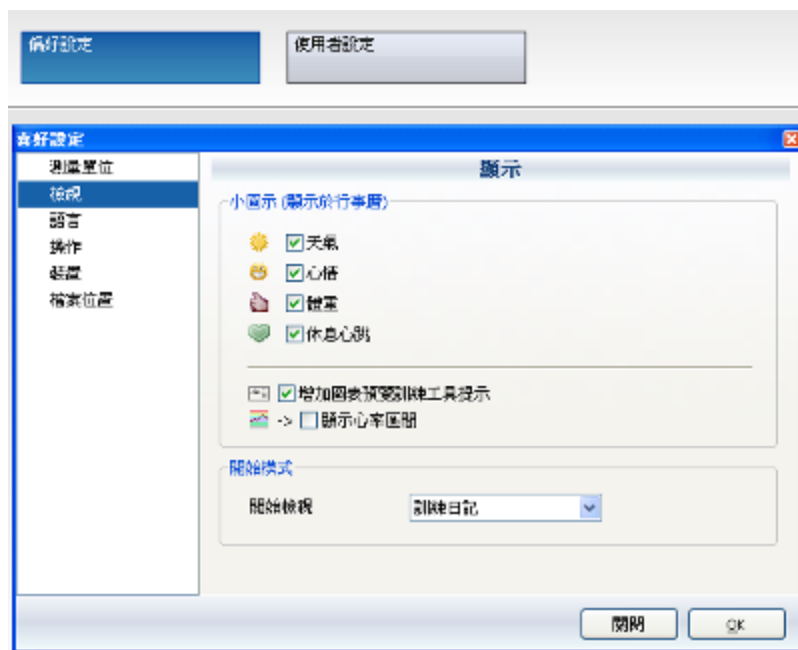 偏好設定
使用者設定
喜好設定
測量單位
檢視
語言
操作
裝置
檔案位置
顯示
小圖示 (顯示於行事曆)
天氣
心情
體重
休息心跳
增加圖表預覽訓練工具提示
-> 顯示心率區間
開始模式
開始檢視
訓練日記
關閉
OK